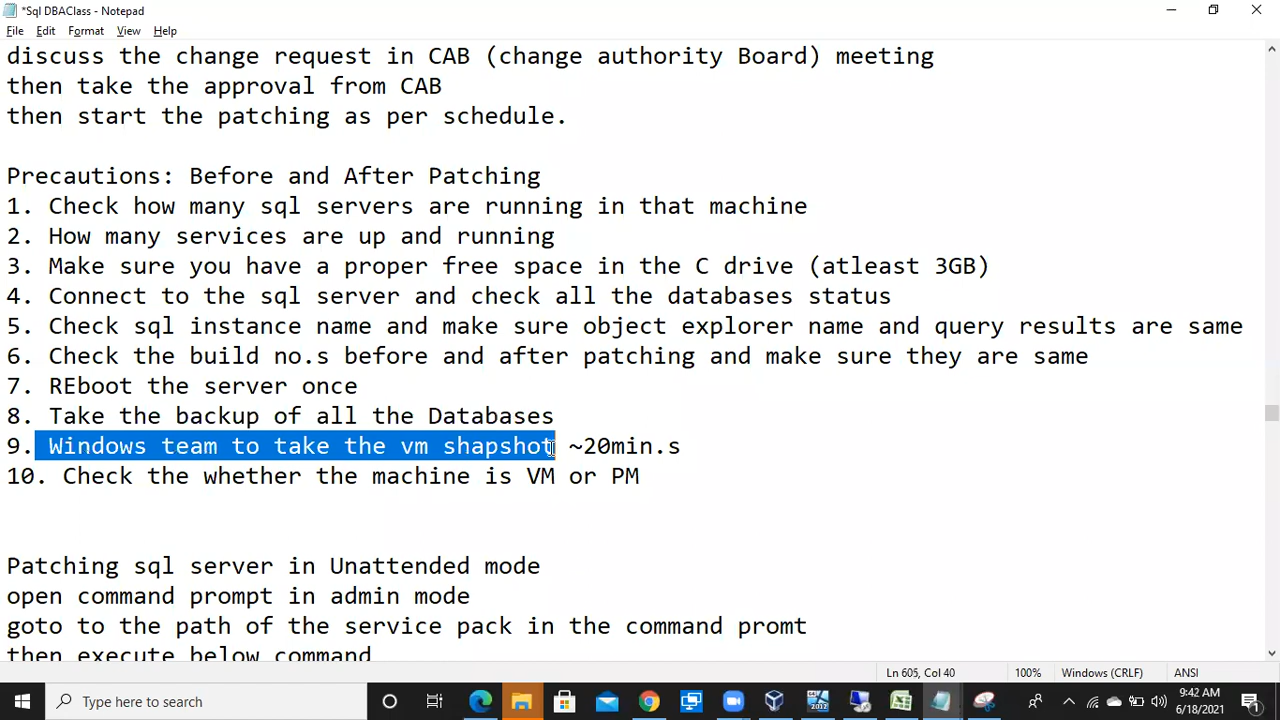 *Sql DBAClass - Notepad
File Edit Format View Help
discuss the change request in CAB (change authority Board) meeting
then take the approval from CAB
then start the patching as per schedule.
Precautions: Before and After Patching
1. Check how many sql servers are running in that machine
2. How many services are up and running
3. Make sure you have a proper free space in the C drive (atleast 3GB)
4. Connect to the sql server and check all the databases status
5. Check sql instance name and make sure object explorer name and query results are same
6. Check the build no.s before and after patching and make sure they are same
7. REboot the server once
8. Take the backup of all the Databases
9. Windows team to take the vm shapshot ~20min.s
10. Check the whether the machine is VM or PM
Patching sql server in Unattended mode
open command prompt in admin mode
goto to the path of the service pack in the command promt
then execute below command
Ln 605, Col 40 100% Windows (CRLF) ANSI
Type here to search 2017 9:42 AM
6/18/2021 1